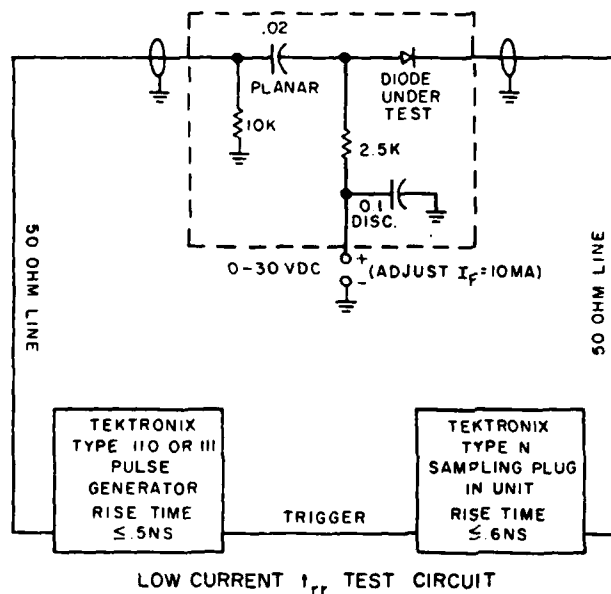 .02
PLANAR
10K
DIODE
UNDER
TEST
2.5K
0.1
DISC.
0-30 VDC
+
-
(ADJUST IF=10MA)
50 OHM LINE
50 OHM LINE
TEKTRONIX
TYPE 110 OR 111
PULSE
GENERATOR
RISE TIME
≤.5NS
TRIGGER
TEKTRONIX
TYPE N
SAMPLING PLUG
IN UNIT
RISE TIME
≤.6NS
LOW CURRENT trr TEST CIRCUIT